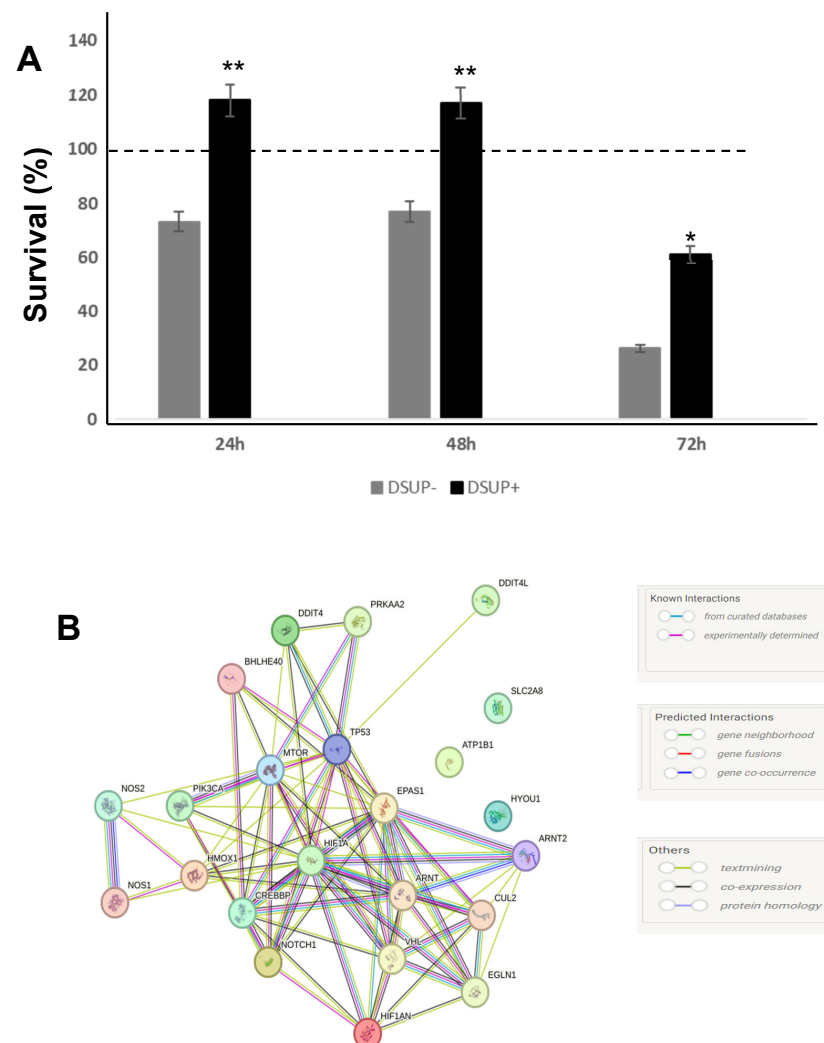 A
Survival (%)
140
120
100
80
60
40
20
0
**
**
*
24h
48h
72h
DSUP-
DSUP+
B
DDIT4L
DDIT4
PRKAA2
BHLHE40
SLC2A8
TP53
ATP1B1
MTOR
NOS2
PIK3CA
EPAS1
HYOU1
HIF1A
ARNT2
HMOX1
ARNT
NOS1
CREBBP
CUL2
NOTCH1
VHL
EGLN1
HIF1AN
Known Interactions
from curated databases
experimentally determined
Predicted Interactions
gene neighborhood
gene fusions
gene co-occurrence
Others
textmining
co-expression
protein homology